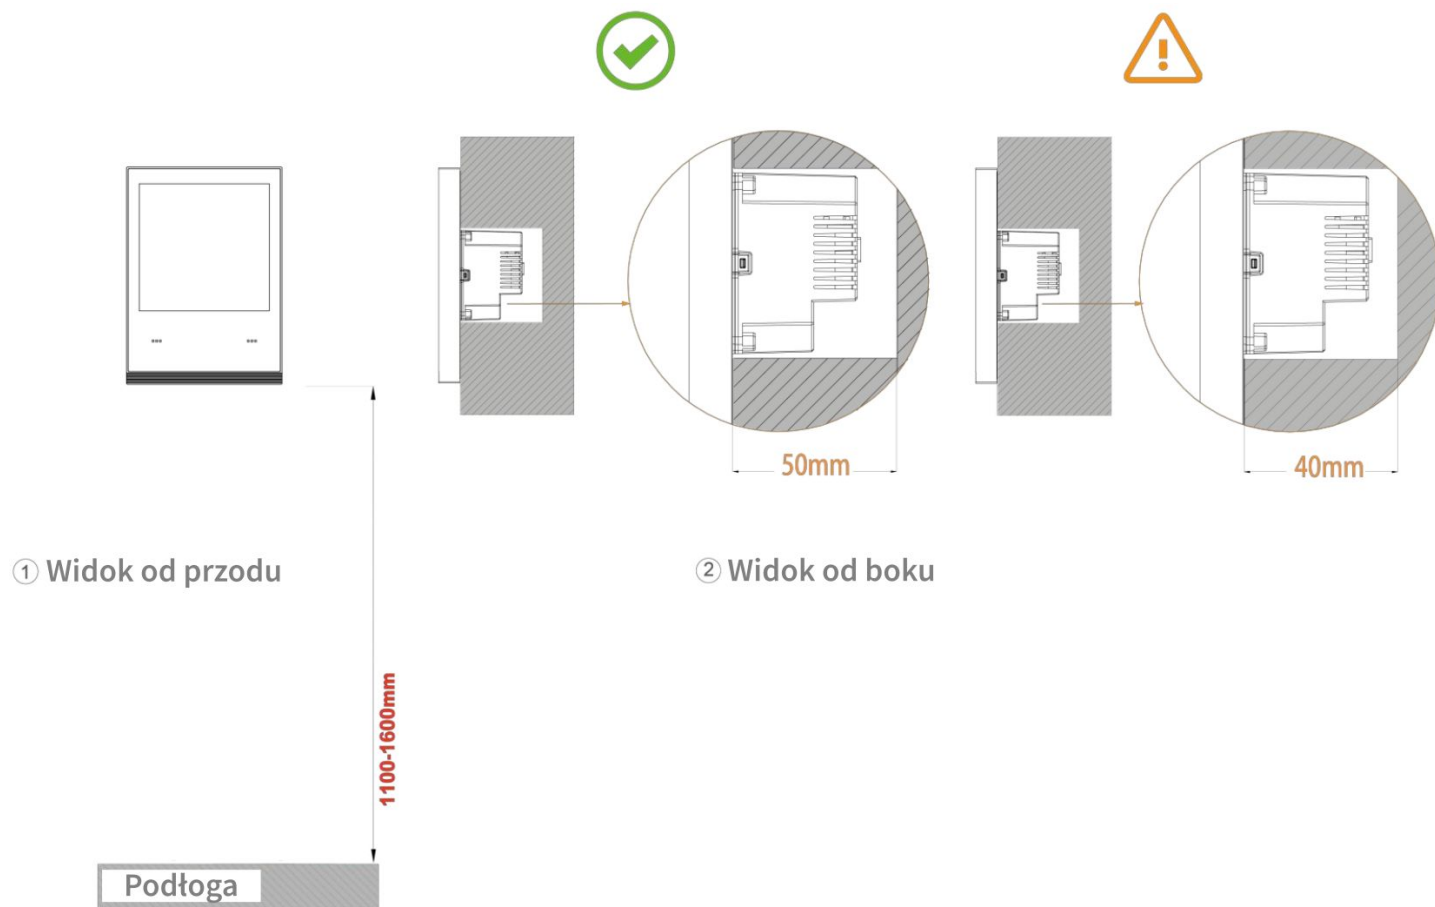 50mm
40mm
① Widok od przodu
② Widok od boku
1100-1600mm
Podłoga